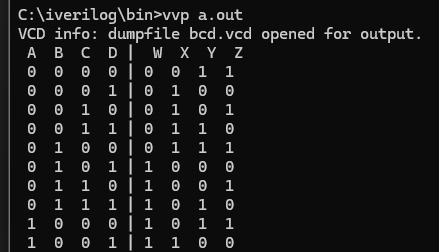 C:\iverilog\bin>vvp a.out
VCD info: dumpfile bcd.vcd opened for output.
A B C D | W X Y Z
0 0 0 0 | 0 0 1 1
0 0 0 1 | 0 1 0 0
0 0 1 0 | 0 1 0 1
0 0 1 1 | 0 1 1 0
0 1 0 0 | 0 1 1 1
0 1 0 1 | 1 0 0 0
0 1 1 0 | 1 0 0 1
0 1 1 1 | 1 0 1 0
1 0 0 0 | 1 0 1 1
1 0 0 1 | 1 1 0 0